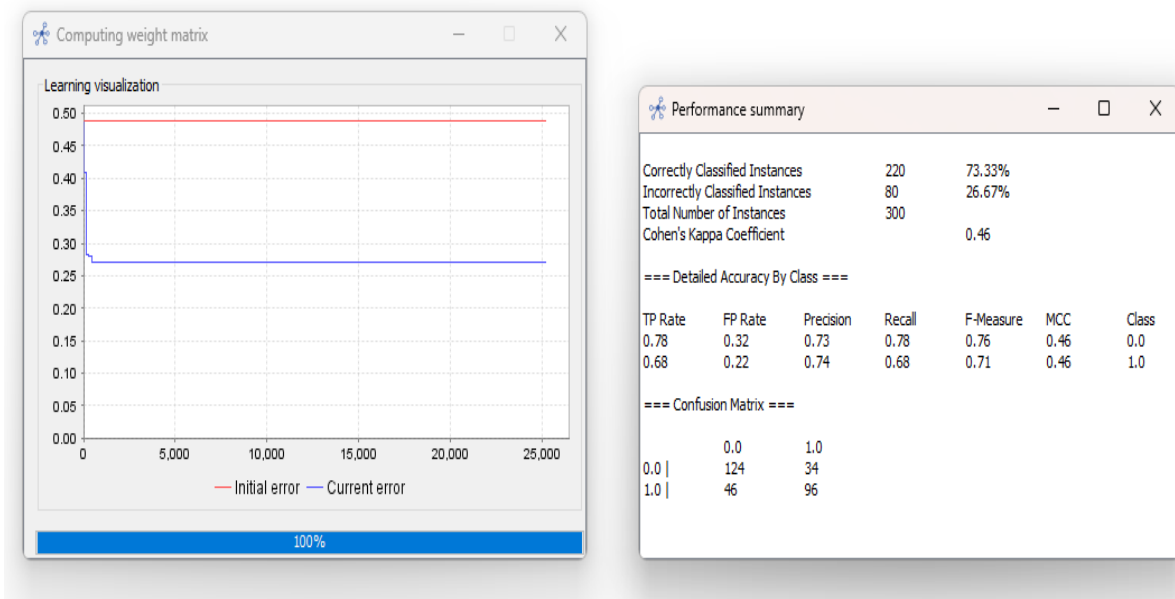 Computing weight matrix
Learning visualization
0.50
0.45
0.40
0.35
0.30
0.25
0.20
0.15
0.10
0.05
0.00
0 5,000 10,000 15,000 20,000 25,000
Initial error Current error
100%
Performance summary
Correctly Classified Instances 220 73.33%
Incorrectly Classified Instances 80 26.67%
Total Number of Instances 300
Cohen's Kappa Coefficient 0.46
=== Detailed Accuracy By Class ===
TP Rate FP Rate Precision Recall F-Measure MCC Class
0.78 0.32 0.73 0.78 0.76 0.46 0.0
0.68 0.22 0.74 0.68 0.71 0.46 1.0
=== Confusion Matrix ===
0.0 1.0
0.0 | 124 34
1.0 | 46 96